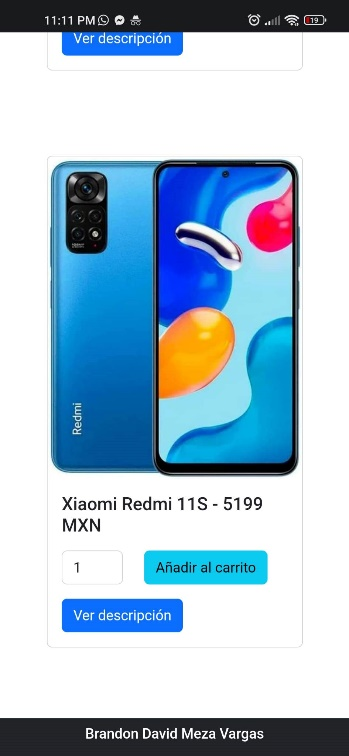 11:11 PM
19
Ver descripción
Redmi
Xiaomi Redmi 11S - 5199
MXN
1
Añadir al carrito
Ver descripción
Brandon David Meza Vargas